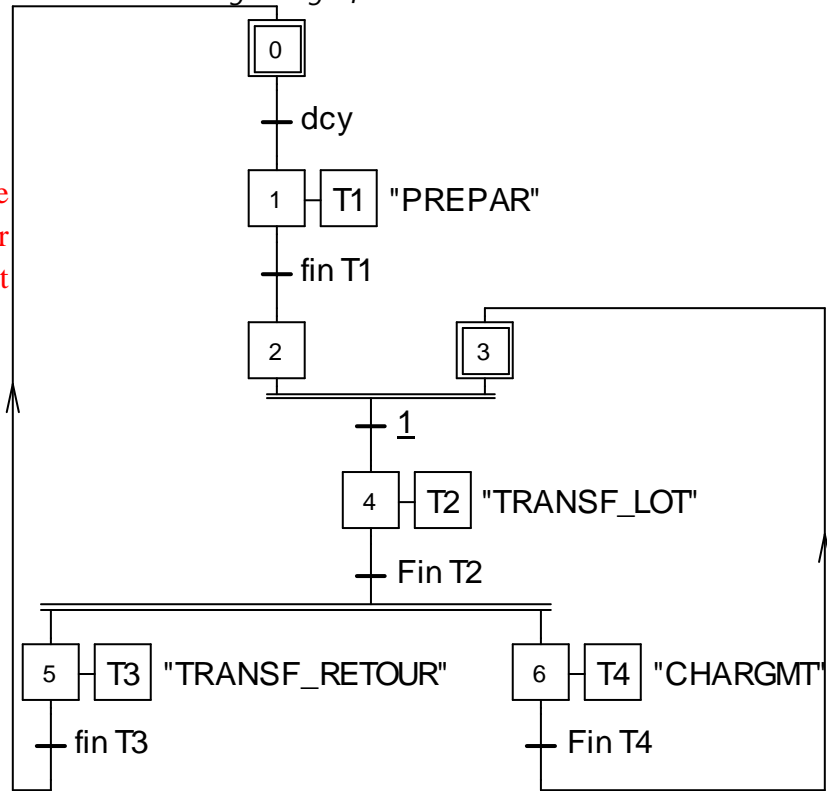 0
dcy
e
1 T1 "PREPAR"
r
fin T1
t
2 3
1
4 T2 "TRANSF_LOT"
Fin T2
5 T3 "TRANSF_RETOUR" 6 T4 "CHARGMT"
fin T3 Fin T4